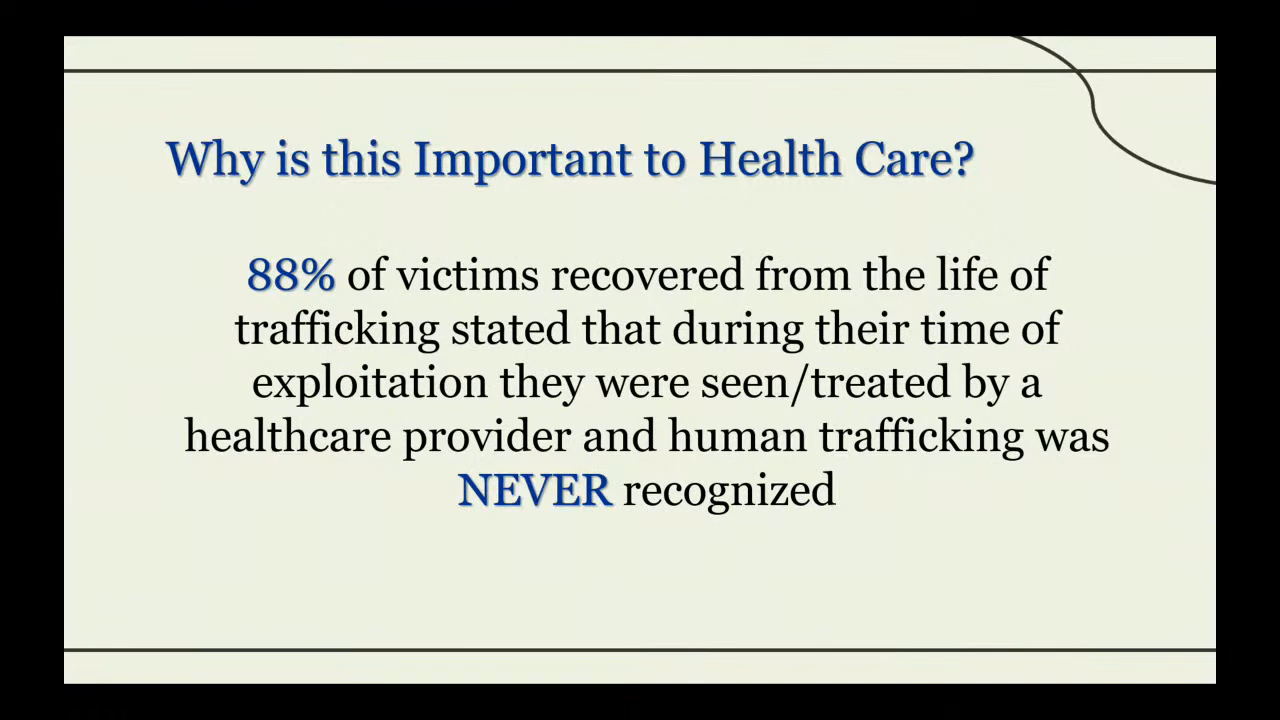 Why is this Important to Health Care?
88% of victims recovered from the life of
trafficking stated that during their time of
exploitation they were seen/treated by a
healthcare provider and human trafficking was
NEVER recognized